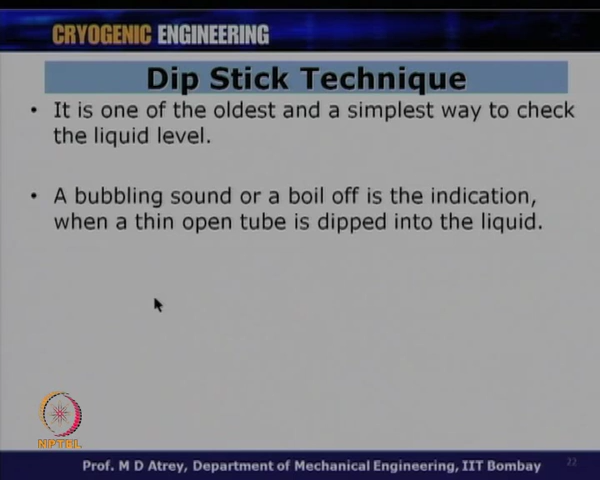 CRYOGENIC ENGINEERING
Dip Stick Technique
• It is one of the oldest and a simplest way to check
the liquid level.
• A bubbling sound or a boil off is the indication,
when a thin open tube is dipped into the liquid.
NPTEL
Prof. M D Atrey, Department of Mechanical Engineering, IIT Bombay
22